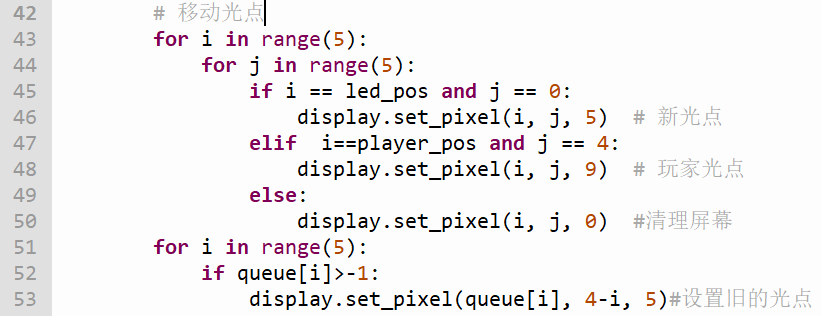 42 # 移动光点
43 for i in range(5):
44 for j in range(5):
45 if i == led_pos and j == 0:
46 display.set_pixel(i, j, 5) # 新光点
47 elif i==player_pos and j == 4:
48 display.set_pixel(i, j, 9) # 玩家光点
49 else:
50 display.set_pixel(i, j, 0) #清理屏幕
51 for i in range(5):
52 if queue[i]>-1:
53 display.set_pixel(queue[i], 4-i, 5)#设置旧的光点